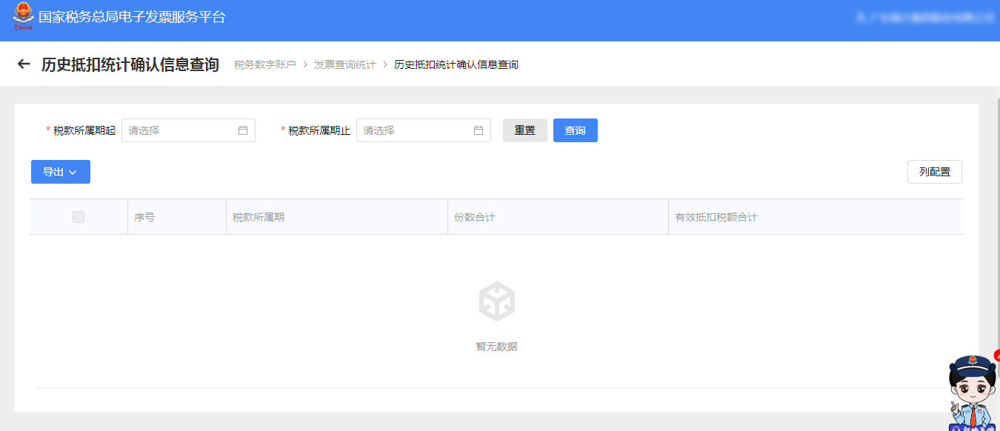 国家税务总局电子发票服务平台
历史抵扣统计确认信息查询 税务数字账户 > 发票查询统计 > 历史抵扣统计确认信息查询
* 税款所属期起 请选择 * 税款所属期止 请选择 重置 查询
导出 列配置
序号 税款所属期 份数合计 有效抵扣税额合计
暂无数据